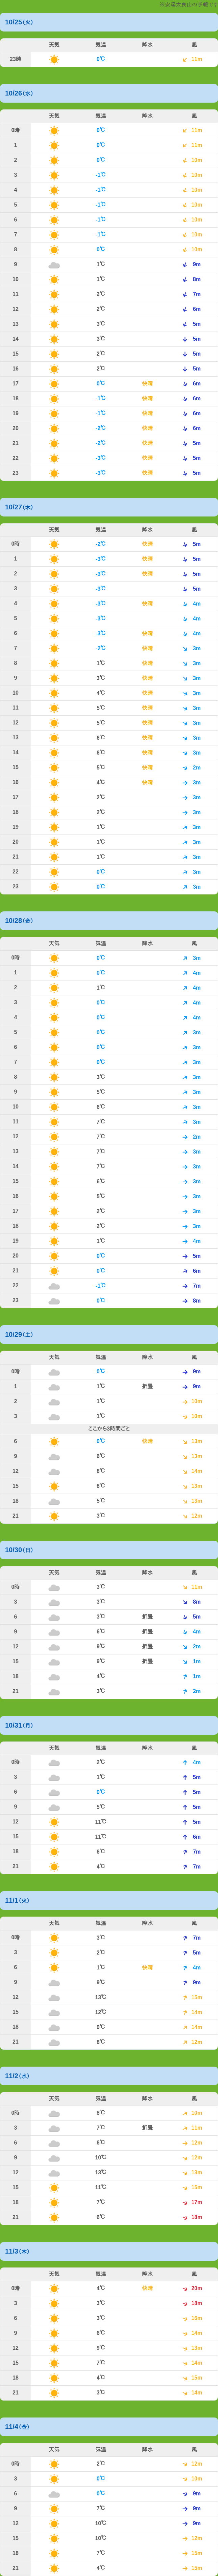 10/25(火)
天気 気温 降水 風
23時 0℃ 11m
10/26(水)
天気 気温 降水 風
0時 0℃ 11m
1 0℃ 11m
2 0℃ 10m
3 -1℃ 10m
4 -1℃ 10m
5 -1℃ 10m
6 -1℃ 10m
7 -1℃ 10m
8 0℃ 10m
9 1℃ 9m
10 1℃ 8m
11 2℃ 7m
12 2℃ 6m
13 3℃ 5m
14 3℃ 5m
15 2℃ 5m
16 2℃ 5m
17 0℃ 快晴 6m
18 -1℃ 快晴 6m
19 -1℃ 快晴 6m
20 -2℃ 快晴 6m
21 -2℃ 快晴 5m
22 -3℃ 快晴 5m
23 -3℃ 快晴 5m
10/27(木)
天気 気温 降水 風
0時 -2℃ 快晴 5m
1 -3℃ 快晴 5m
2 -3℃ 快晴 5m
3 -3℃ 5m
4 -3℃ 快晴 4m
5 -3℃ 4m
6 -3℃ 快晴 4m
7 -2℃ 快晴 3m
8 1℃ 快晴 3m
9 3℃ 快晴 3m
10 4℃ 快晴 3m
11 5℃ 快晴 3m
12 5℃ 快晴 3m
13 6℃ 快晴 3m
14 6℃ 快晴 3m
15 5℃ 快晴 2m
16 4℃ 快晴 3m
17 2℃ 3m
18 2℃ 3m
19 1℃ 3m
20 1℃ 3m
21 1℃ 3m
22 0℃ 3m
23 0℃ 3m
10/28(金)
天気 気温 降水 風
0時 0℃ 3m
1 0℃ 4m
2 1℃ 4m
3 0℃ 4m
4 0℃ 4m
5 0℃ 3m
6 0℃ 3m
7 0℃ 3m
8 3℃ 3m
9 5℃ 3m
10 6℃ 3m
11 7℃ 3m
12 7℃ 2m
13 7℃ 3m
14 7℃ 3m
15 6℃ 3m
16 5℃ 3m
17 2℃ 3m
18 2℃ 3m
19 1℃ 4m
20 0℃ 5m
21 0℃ 6m
22 -1℃ 7m
23 0℃ 8m
10/29(土)
天気 気温 降水 風
0時 0℃ 9m
1 1℃ 折畳 9m
2 1℃ 10m
3 1℃ 10m
ここから3時間ごと
6 0℃ 快晴 13m
9 6℃ 15m
12 8℃ 14m
15 8℃ 13m
18 5℃ 13m
21 3℃ 12m
10/30(日)
天気 気温 降水 風
0時 3℃ 11m
3 3℃ 8m
6 3℃ 折畳 5m
9 6℃ 折畳 4m
12 9℃ 折畳 2m
15 9℃ 折畳 1m
18 4℃ 1m
21 3℃ 2m
10/31(月)
天気 気温 降水 風
0時 2℃ 4m
3 1℃ 5m
6 0℃ 5m
9 5℃ 5m
12 11℃ 5m
15 11℃ 6m
18 6℃ 7m
21 4℃ 7m
11/1(火)
天気 気温 降水 風
0時 3℃ 7m
3 2℃ 5m
6 1℃ 快晴 4m
9 9℃ 9m
12 13℃ 15m
15 12℃ 14m
18 9℃ 14m
21 8℃ 12m
11/2(水)
天気 気温 降水 風
0時 8℃ 10m
3 7℃ 折畳 11m
6 6℃ 12m
9 10℃ 12m
12 13℃ 13m
15 11℃ 15m
18 7℃ 17m
21 6℃ 18m
11/3(木)
天気 気温 降水 風
0時 4℃ 快晴 20m
3 3℃ 18m
6 3℃ 16m
9 6℃ 14m
12 9℃ 13m
15 7℃ 14m
18 4℃ 15m
21 3℃ 14m
11/4(金)
天気 気温 降水 風
0時 2℃ 12m
3 0℃ 10m
6 0℃ 9m
9 7℃ 9m
12 10℃ 9m
15 10℃ 12m
18 7℃ 15m
21 4℃ 15m